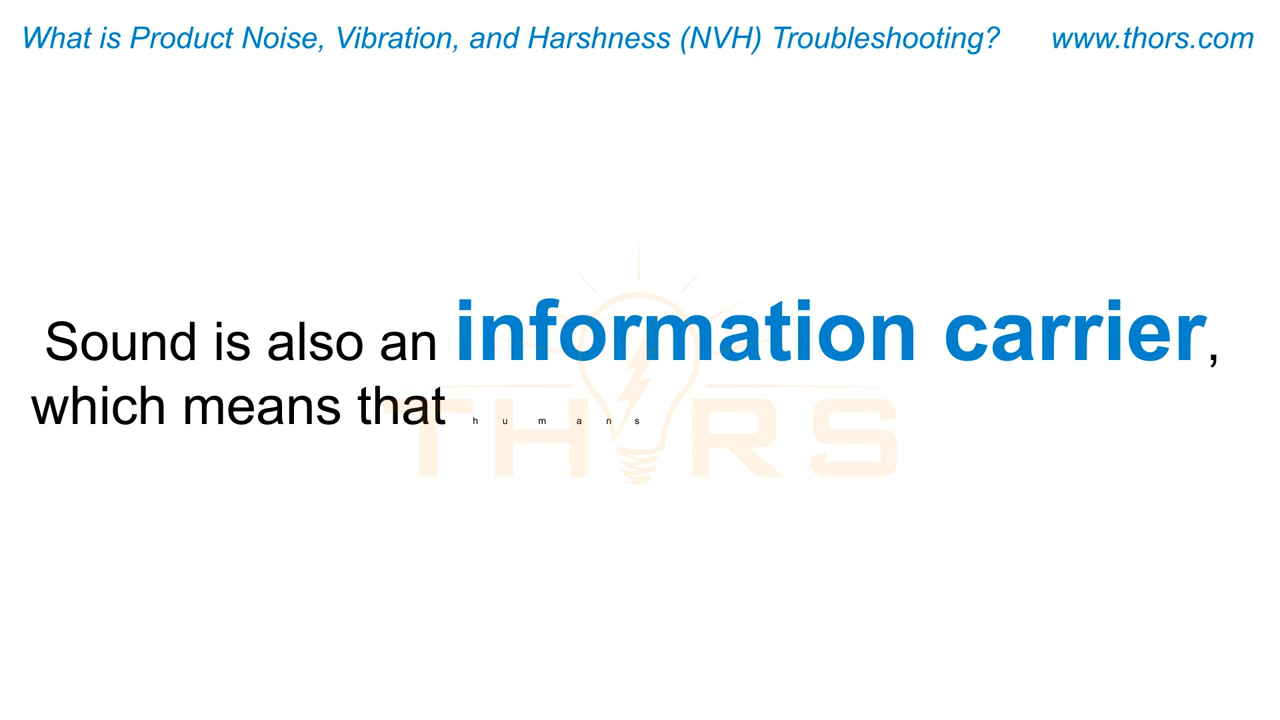 What is Product Noise, Vibration, and Harshness (NVH) Troubleshooting? www.thors.com
Sound is also an information carrier,
which means that humans
THORS